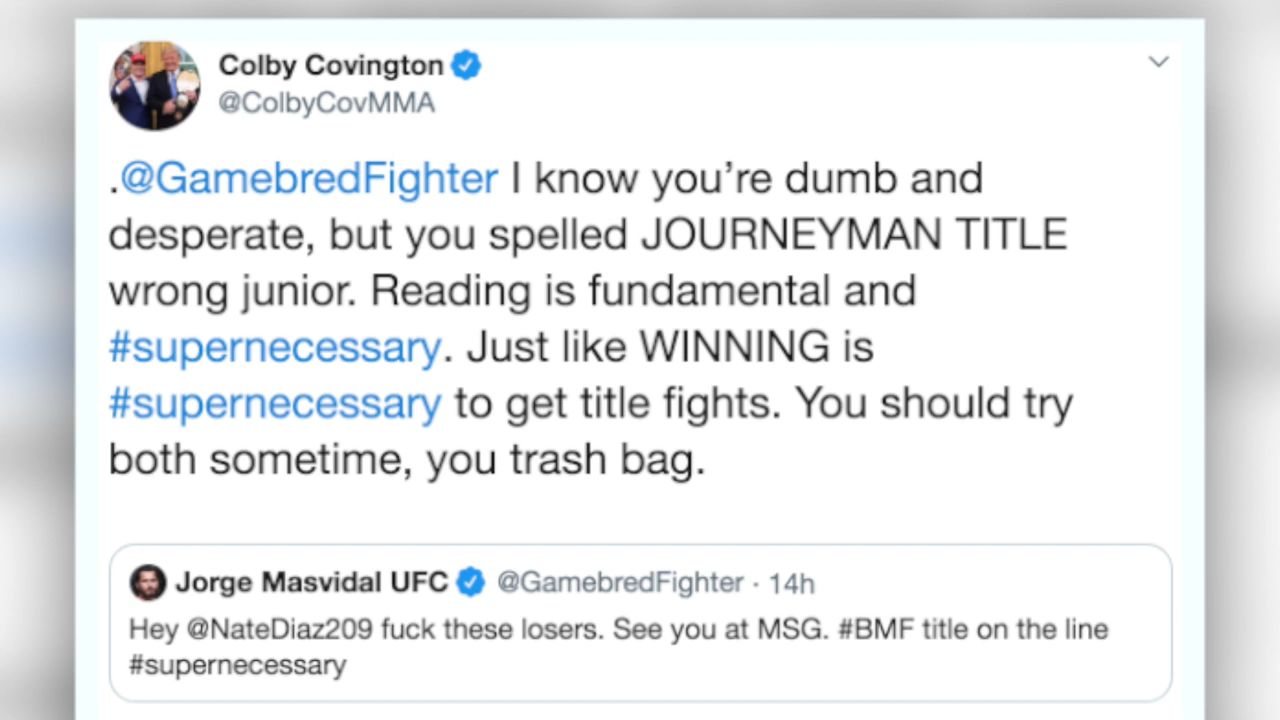 Colby Covington
@ColbyCovMMA
.@GamebredFighter I know you’re dumb and
desperate, but you spelled JOURNEYMAN TITLE
wrong junior. Reading is fundamental and
#supernecessary. Just like WINNING is
#supernecessary to get title fights. You should try
both sometime, you trash bag.
Jorge Masvidal UFC @GamebredFighter · 14h
Hey @NateDiaz209 fuck these losers. See you at MSG. #BMF title on the line
#supernecessary